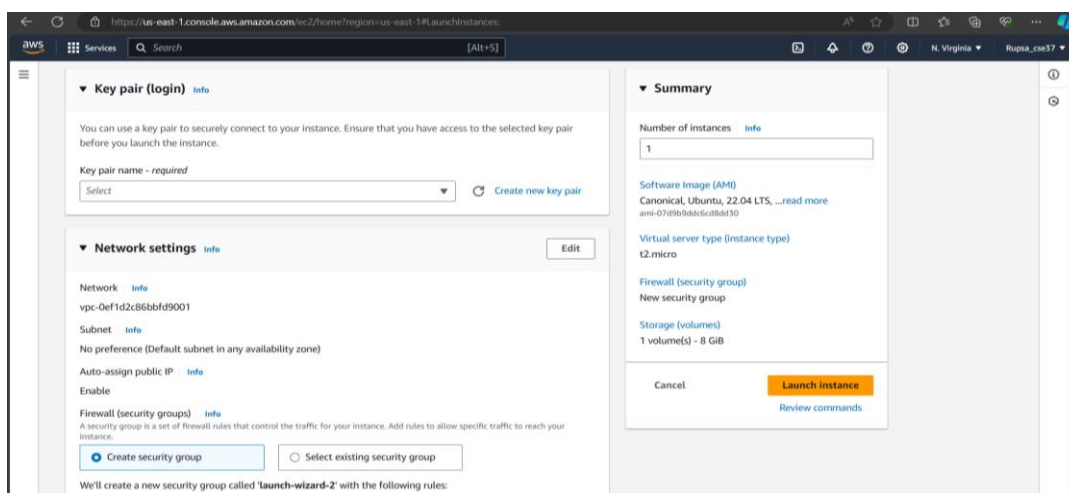 https://us-east-1.console.aws.amazon.com/ec2/home?region=us-east-1#LaunchInstances:
aws Services Search [Alt+S] N. Virginia Rupsa_cse37
Key pair (login) Info
You can use a key pair to securely connect to your instance. Ensure that you have access to the selected key pair
before you launch the instance.
Key pair name - required
Select
Create new key pair
Network settings Info
Edit
Network Info
vpc-0ef1d2c86bbfd9001
Subnet Info
No preference (Default subnet in any availability zone)
Auto-assign public IP Info
Enable
Firewall (security groups) Info
A security group is a set of firewall rules that control the traffic for your instance. Add rules to allow specific traffic to reach your
instance.
Create security group
Select existing security group
We'll create a new security group called 'launch-wizard-2' with the following rules:
Summary
Number of instances Info
1
Software Image (AMI)
Canonical, Ubuntu, 22.04 LTS, ...read more
ami-07d9b9ddc6cd8dd30
Virtual server type (instance type)
t2.micro
Firewall (security group)
New security group
Storage (volumes)
1 volume(s) - 8 GiB
Cancel
Launch instance
Review commands